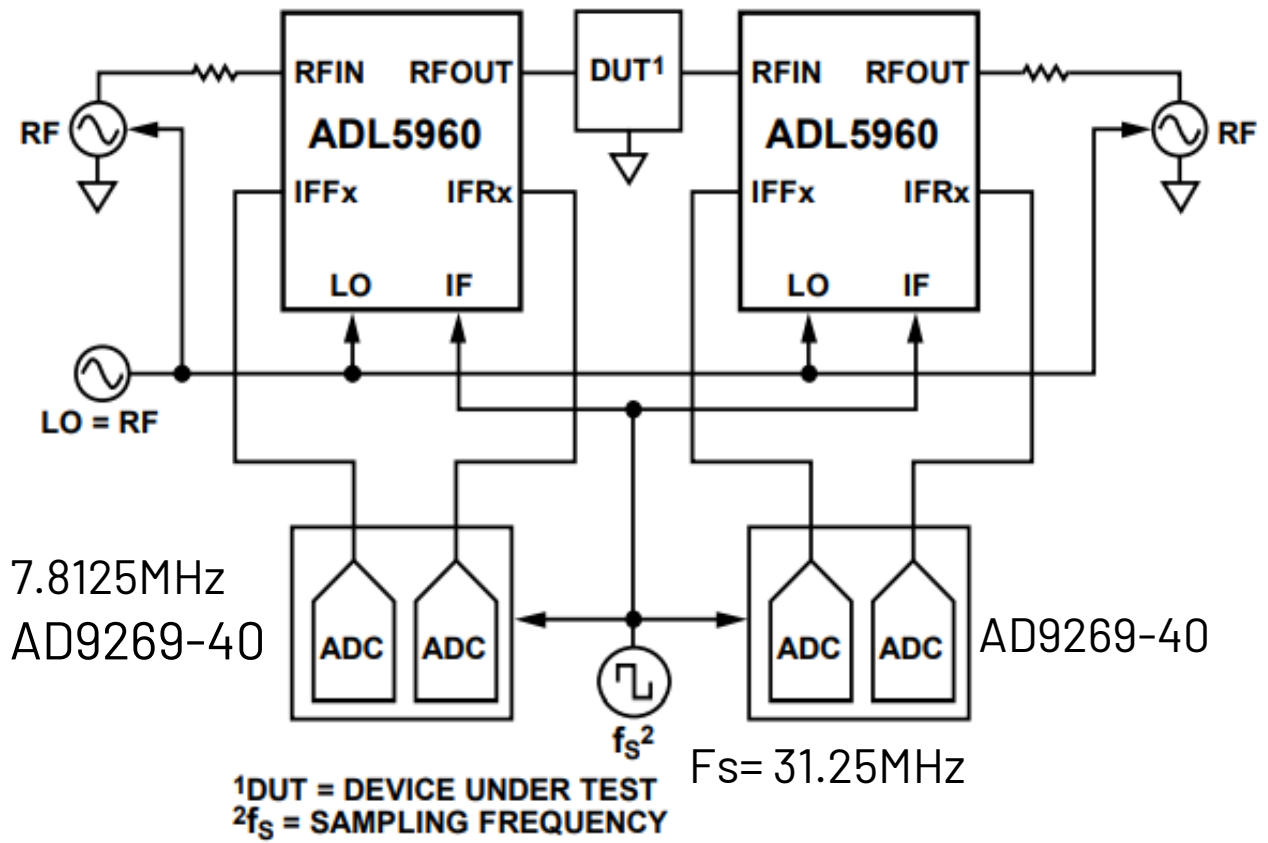 RFIN RFOUT DUT¹ RFIN RFOUT
RF ADL5960 ADL5960 RF
IFFx IFRx IFFx IFRx
LO IF LO IF
LO = RF
7.8125MHz
AD9269-40 ADC ADC ADC ADC AD9269-40
fS²
Fs= 31.25MHz
¹DUT = DEVICE UNDER TEST
²fS = SAMPLING FREQUENCY